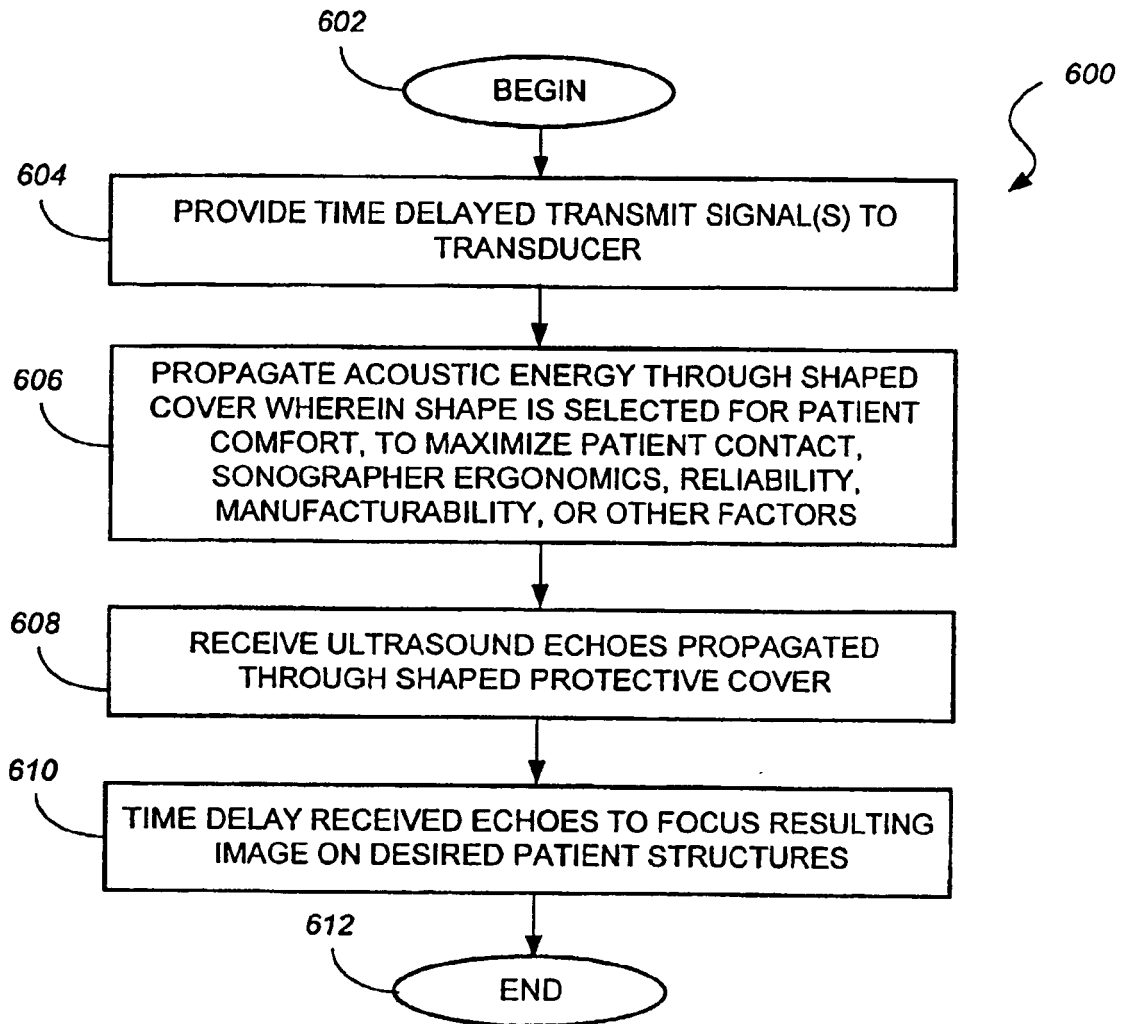 602
BEGIN
600
604
PROVIDE TIME DELAYED TRANSMIT SIGNAL(S) TO
TRANSDUCER
606
PROPAGATE ACOUSTIC ENERGY THROUGH SHAPED
COVER WHEREIN SHAPE IS SELECTED FOR PATIENT
COMFORT, TO MAXIMIZE PATIENT CONTACT,
SONOGRAPHER ERGONOMICS, RELIABILITY,
MANUFACTURABILITY, OR OTHER FACTORS
608
RECEIVE ULTRASOUND ECHOES PROPAGATED
THROUGH SHAPED PROTECTIVE COVER
610
TIME DELAY RECEIVED ECHOES TO FOCUS RESULTING
IMAGE ON DESIRED PATIENT STRUCTURES
612
END